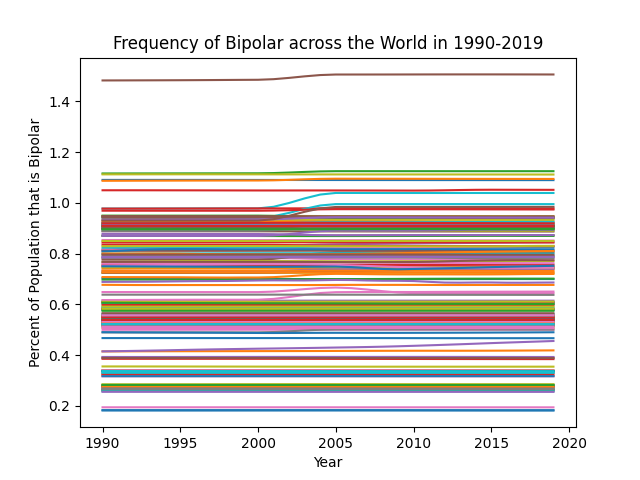 Frequency of Bipolar across the World in 1990-2019
Percent of Population that is Bipolar
1.4
1.2
1.0
0.8
0.6
0.4
0.2
1990 1995 2000 2005 2010 2015 2020
Year